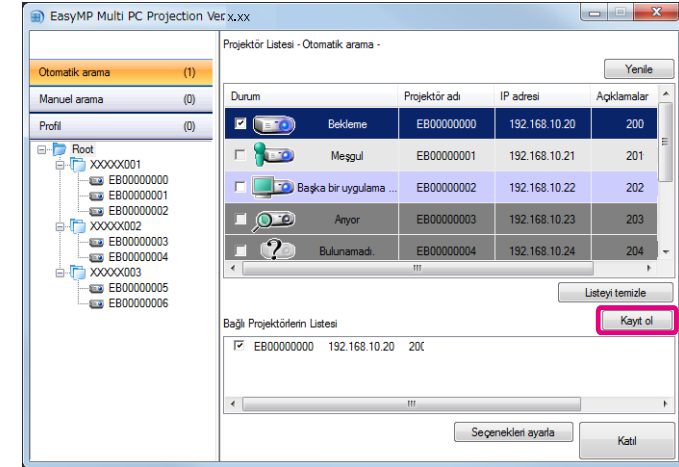 EasyMP Multi PC Projection Ver.x.xx
Projektör Listesi - Otomatik arama -
Yenile
Otomatik arama (1)
Manuel arama (0)
Profil (0)
Root
XXXXX001
EB00000000
EB00000001
EB00000002
XXXXX002
EB00000003
EB00000004
XXXXX003
EB00000005
EB00000006
Durum Projektör adı IP adresi Açıklamalar
Bekleme EB00000000 192.168.10.20 200
Meşgul EB00000001 192.168.10.21 201
Başka bir uygulama ... EB00000002 192.168.10.22 202
Arıyor EB00000003 192.168.10.23 203
Bulunamadı. EB00000004 192.168.10.24 204
Listeyi temizle
Bağlı Projektörlerin Listesi
Kayıt ol
EB00000000 192.168.10.20 200
Seçenekleri ayarla
Katıl